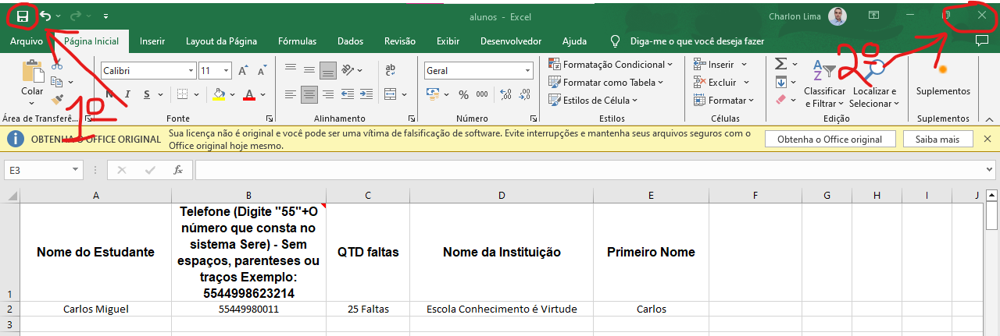 alunos - Excel
Charlon Lima
Arquivo Página Inicial Inserir Layout da Página Fórmulas Dados Revisão Exibir Desenvolvedor Ajuda Diga-me o que você deseja fazer
2º
1º
Colar
Área de Transferê...
Calibri 11
N I S
Fonte
ab
Alinhamento
Geral
% 000
Número
Formatação Condicional
Formatar como Tabela
Estilos de Célula
Estilos
Inserir
Excluir
Formatar
Células
Classificar
e Filtrar
Localizar e
Selecionar
Edição
Suplementos
Suplementos
OBTENHA O OFFICE ORIGINAL Sua licença não é original e você pode ser uma vítima de falsificação de software. Evite interrupções e mantenha seus arquivos seguros com o
Office original hoje mesmo.
Obtenha o Office original Saiba mais
E3 fx
A B C D E F G H I J
1 Nome do Estudante
Telefone (Digite "55"+O
número que consta no
sistema Sere) - Sem
espaços, parenteses ou
traços Exemplo:
5544998623214
QTD faltas
Nome da Instituição
Primeiro Nome
2 Carlos Miguel 55449980011 25 Faltas Escola Conhecimento é Virtude Carlos
3